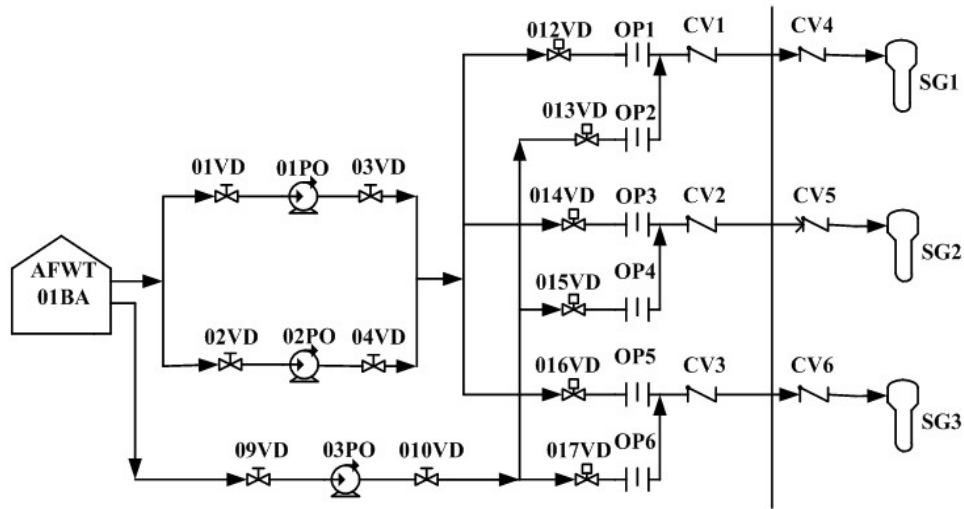 012VD OP1 CV1 CV4
SG1
013VD OP2
01VD 01PO 03VD
014VD OP3 CV2 CV5
SG2
AFWT
01BA
015VD OP4
02VD 02PO 04VD
016VD OP5 CV3 CV6
SG3
09VD 03PO 010VD
017VD OP6